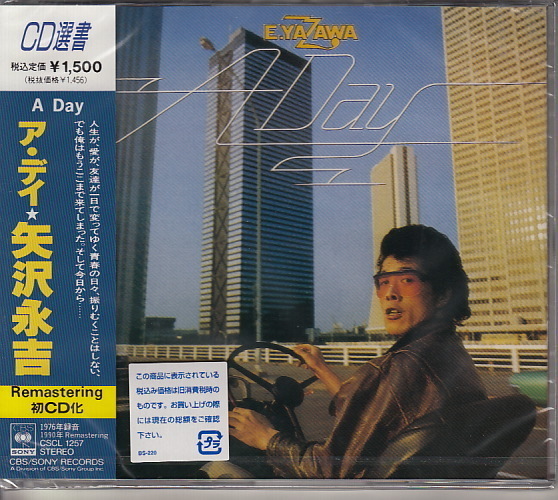 CD選書
税込定価 ¥1,500
(税抜価格¥1,456)
A Day
ア・デイ★矢沢永吉
人生が、愛が、友達が一日で変ってゆく青春の日々、振りむくことはしない、
でも俺はもうここまで来てしまった。そして今日から……
Remastering
初CD化
CBS
SONY
1976年録音
1990年 Remastering
CSCL 1257
STEREO
CBS/SONY RECORDS
A Division of CBS/Sony Group Inc.
E.YAZAWA
A Day
この商品に表示されている
税込み価格は旧消費税時の
ものです。お買い上げの際
には現在の総額をご確認
下さい。
プラ
BS-220